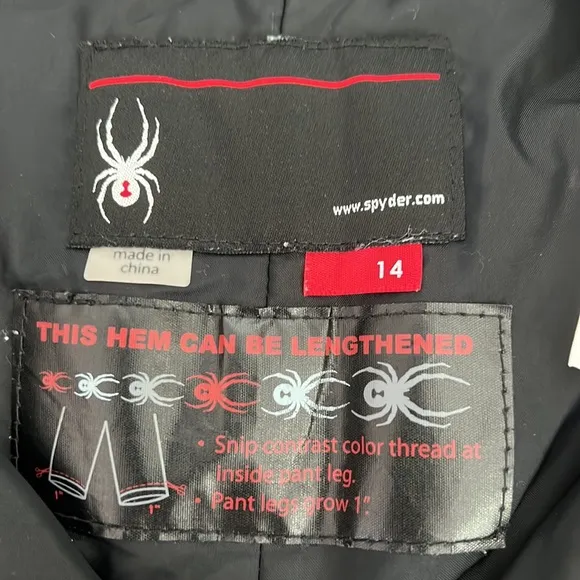 www.spyder.com
made in
china
14
THIS HEM CAN BE LENGTHENED
• Snip contrast color thread at
inside pant leg.
• Pant legs grow 1".
1" 1"